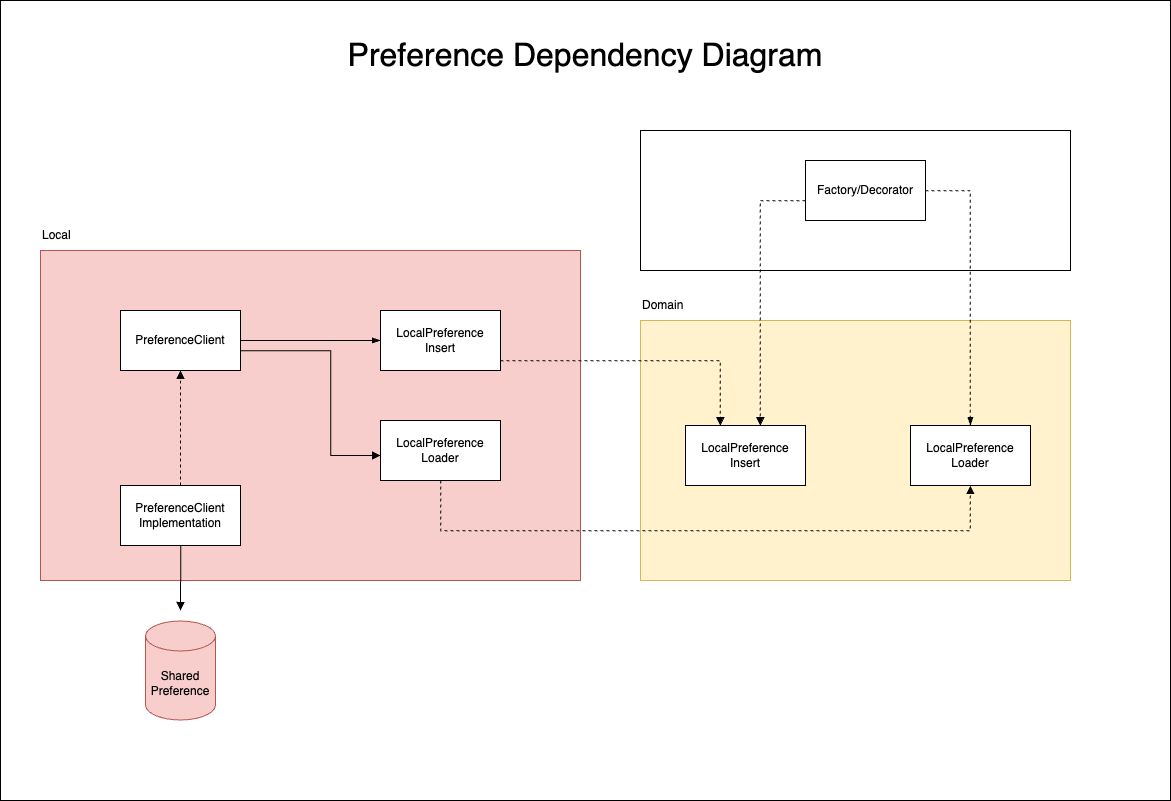 Preference Dependency Diagram
Factory/Decorator
Local
Domain
PreferenceClient
LocalPreference
Insert
LocalPreference
Loader
PreferenceClient
Implementation
LocalPreference
Insert
LocalPreference
Loader
Shared
Preference